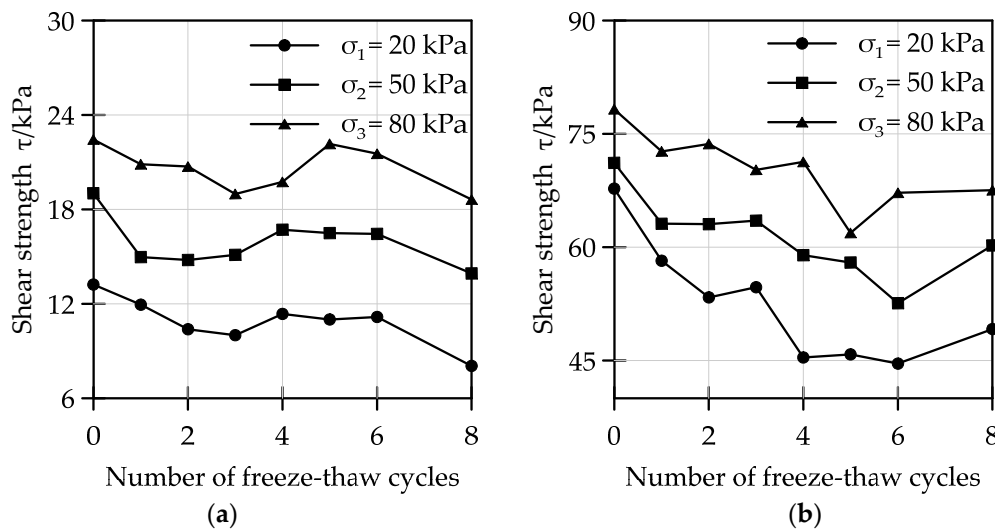 30
24
18
12
6
Shear strength τ/kPa
σ₁= 20 kPa
σ₂= 50 kPa
σ₃= 80 kPa
0 2 4 6 8
Number of freeze-thaw cycles
(a)
90
75
60
45
Shear strength τ/kPa
σ₁= 20 kPa
σ₂= 50 kPa
σ₃= 80 kPa
0 2 4 6 8
Number of freeze-thaw cycles
(b)